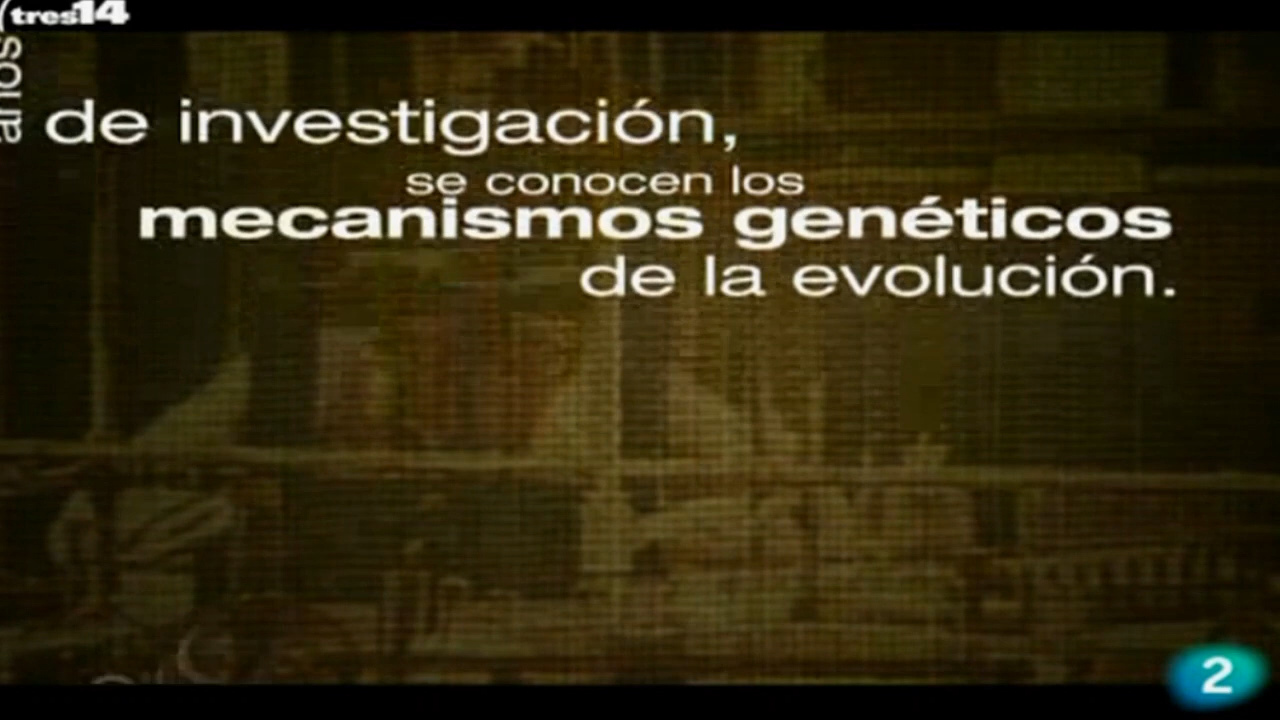 tres14
años
de investigación,
se conocen los
mecanismos genéticos
de la evolución.
2